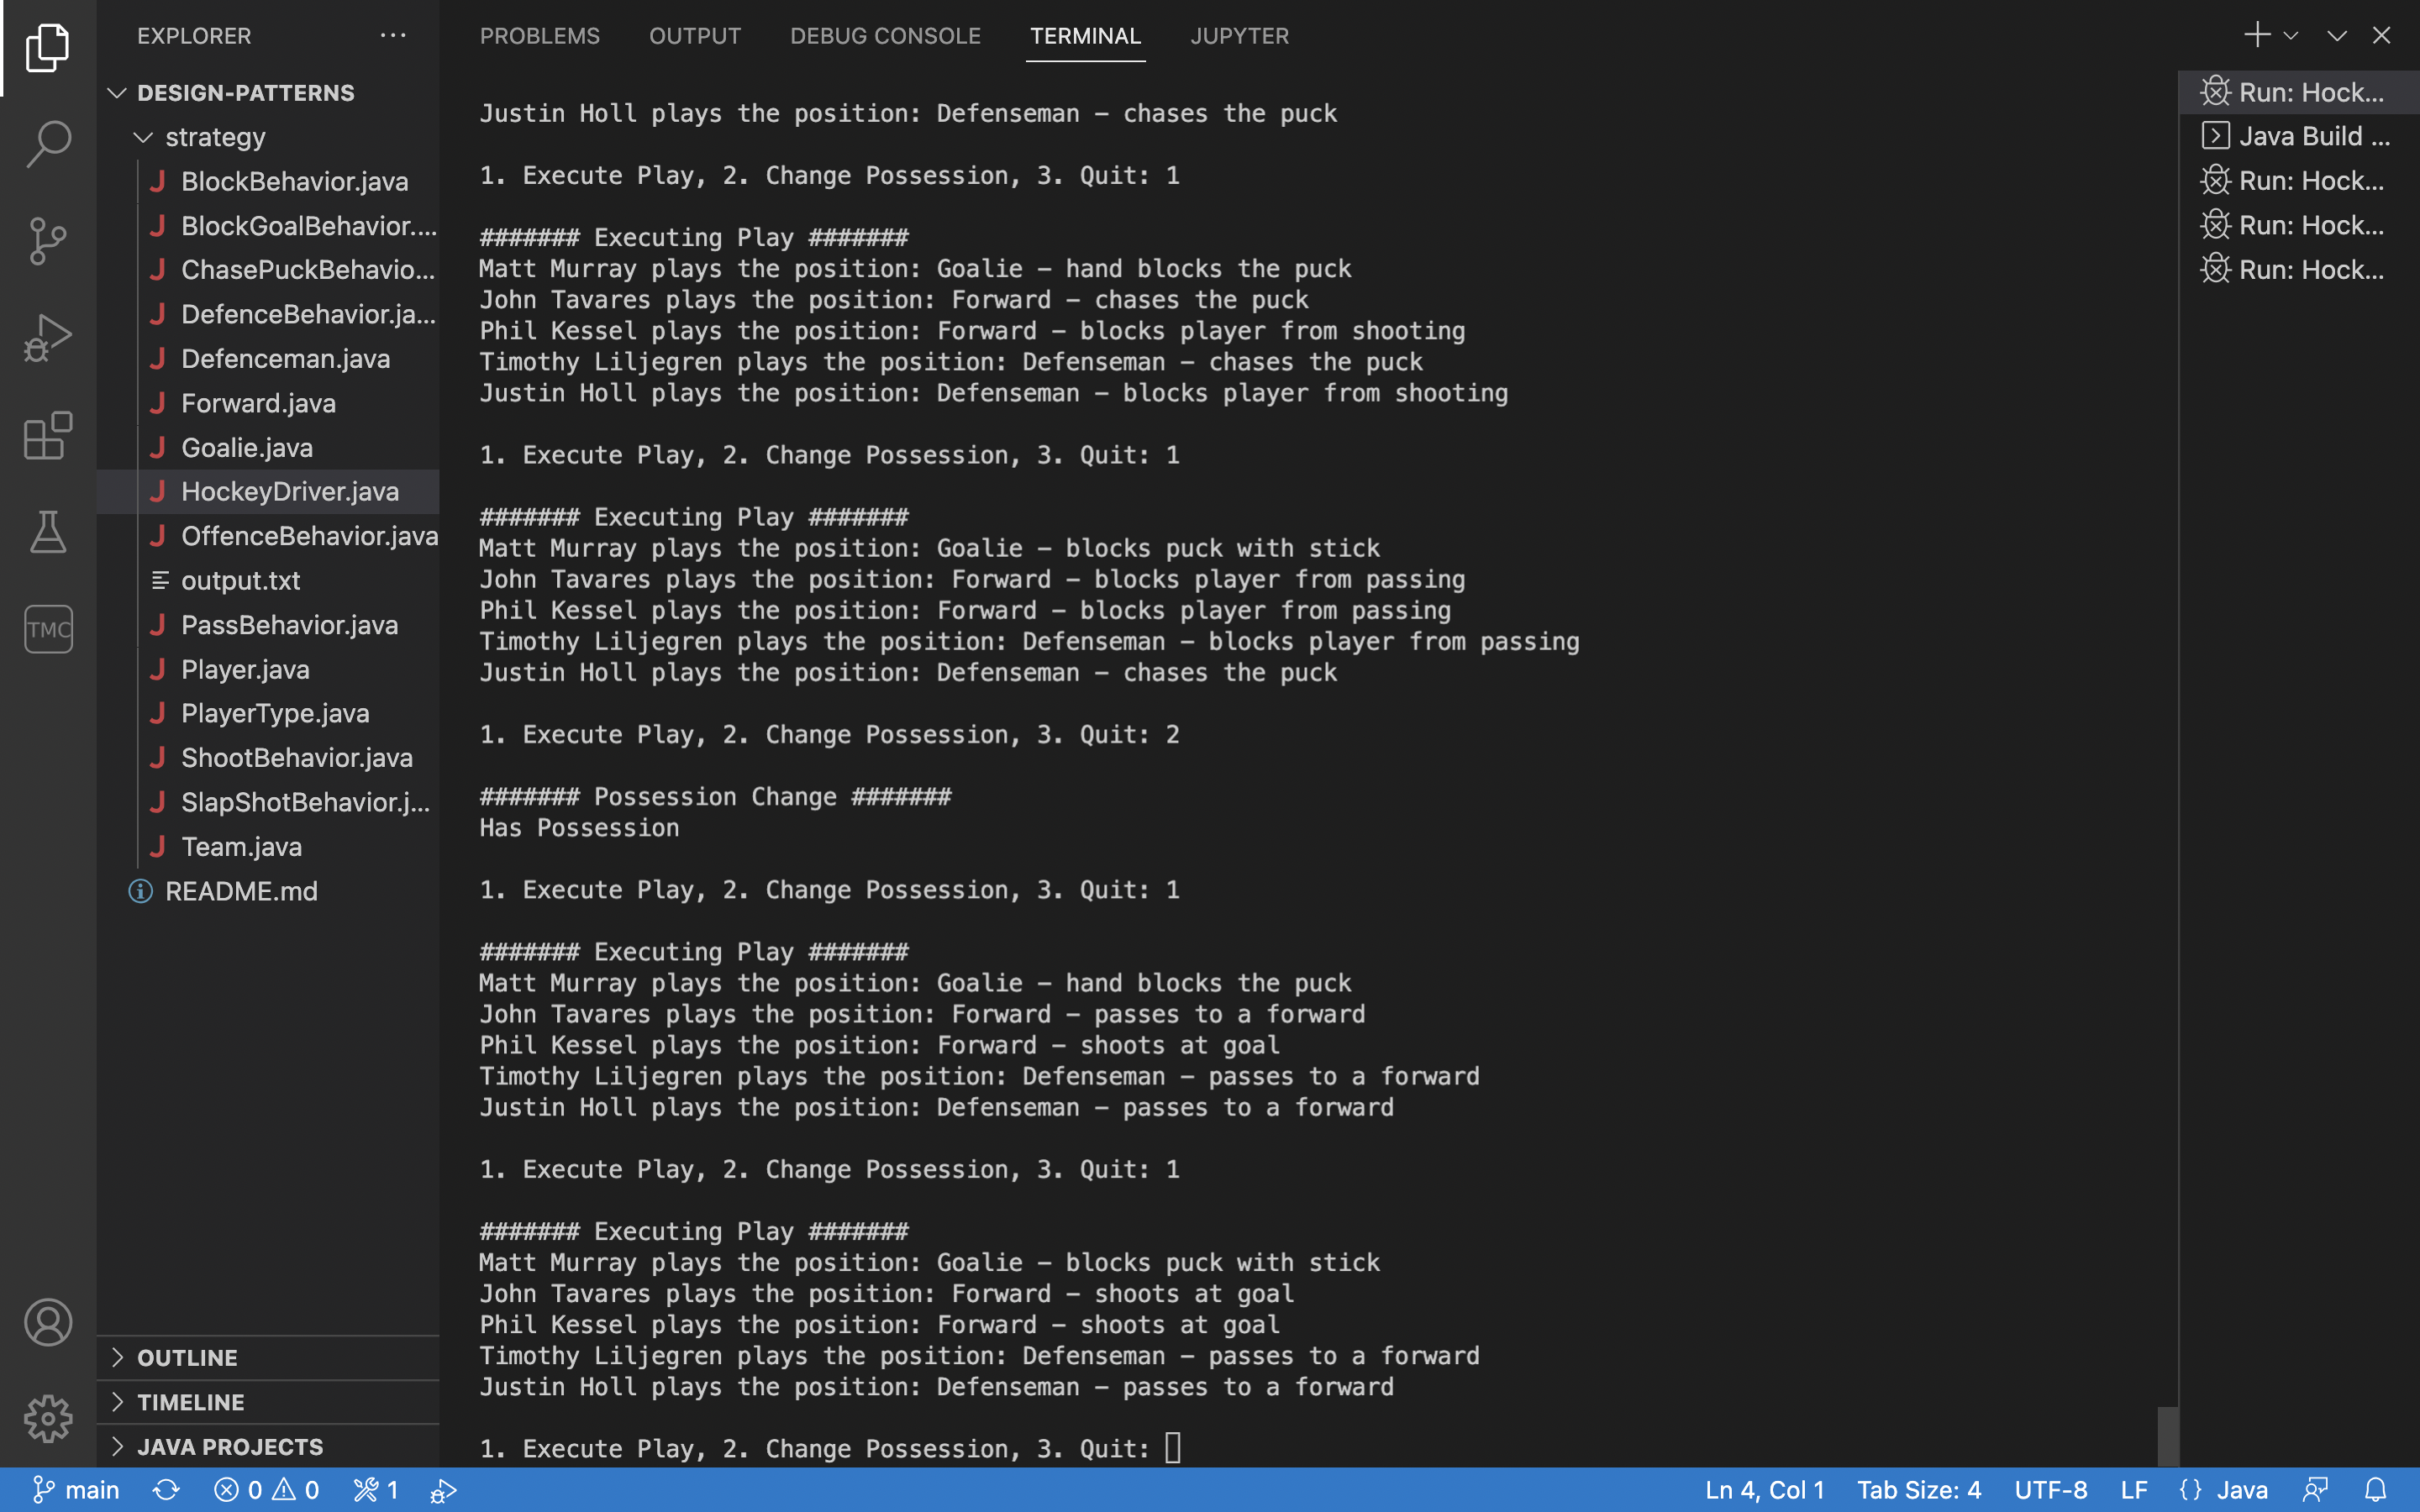 EXPLORER
DESIGN-PATTERNS
strategy
BlockBehavior.java
BlockGoalBehavior....
ChasePuckBehavio...
DefenceBehavior.ja...
Defenceman.java
Forward.java
Goalie.java
HockeyDriver.java
OffenceBehavior.java
output.txt
PassBehavior.java
Player.java
PlayerType.java
ShootBehavior.java
SlapShotBehavior.j...
Team.java
README.md
OUTLINE
TIMELINE
JAVA PROJECTS
TMC
PROBLEMS OUTPUT DEBUG CONSOLE TERMINAL JUPYTER
Justin Holl plays the position: Defenseman – chases the puck
1. Execute Play, 2. Change Possession, 3. Quit: 1
####### Executing Play #######
Matt Murray plays the position: Goalie – hand blocks the puck
John Tavares plays the position: Forward – chases the puck
Phil Kessel plays the position: Forward – blocks player from shooting
Timothy Liljegren plays the position: Defenseman – chases the puck
Justin Holl plays the position: Defenseman – blocks player from shooting
1. Execute Play, 2. Change Possession, 3. Quit: 1
####### Executing Play #######
Matt Murray plays the position: Goalie – blocks puck with stick
John Tavares plays the position: Forward – blocks player from passing
Phil Kessel plays the position: Forward – blocks player from passing
Timothy Liljegren plays the position: Defenseman – blocks player from passing
Justin Holl plays the position: Defenseman – chases the puck
1. Execute Play, 2. Change Possession, 3. Quit: 2
####### Possession Change #######
Has Possession
1. Execute Play, 2. Change Possession, 3. Quit: 1
####### Executing Play #######
Matt Murray plays the position: Goalie – hand blocks the puck
John Tavares plays the position: Forward – passes to a forward
Phil Kessel plays the position: Forward – shoots at goal
Timothy Liljegren plays the position: Defenseman – passes to a forward
Justin Holl plays the position: Defenseman – passes to a forward
1. Execute Play, 2. Change Possession, 3. Quit: 1
####### Executing Play #######
Matt Murray plays the position: Goalie – blocks puck with stick
John Tavares plays the position: Forward – shoots at goal
Phil Kessel plays the position: Forward – shoots at goal
Timothy Liljegren plays the position: Defenseman – passes to a forward
Justin Holl plays the position: Defenseman – passes to a forward
1. Execute Play, 2. Change Possession, 3. Quit:
Run: Hock...
Java Build ...
Run: Hock...
Run: Hock...
Run: Hock...
main 0 0 1 Ln 4, Col 1 Tab Size: 4 UTF-8 LF {} Java